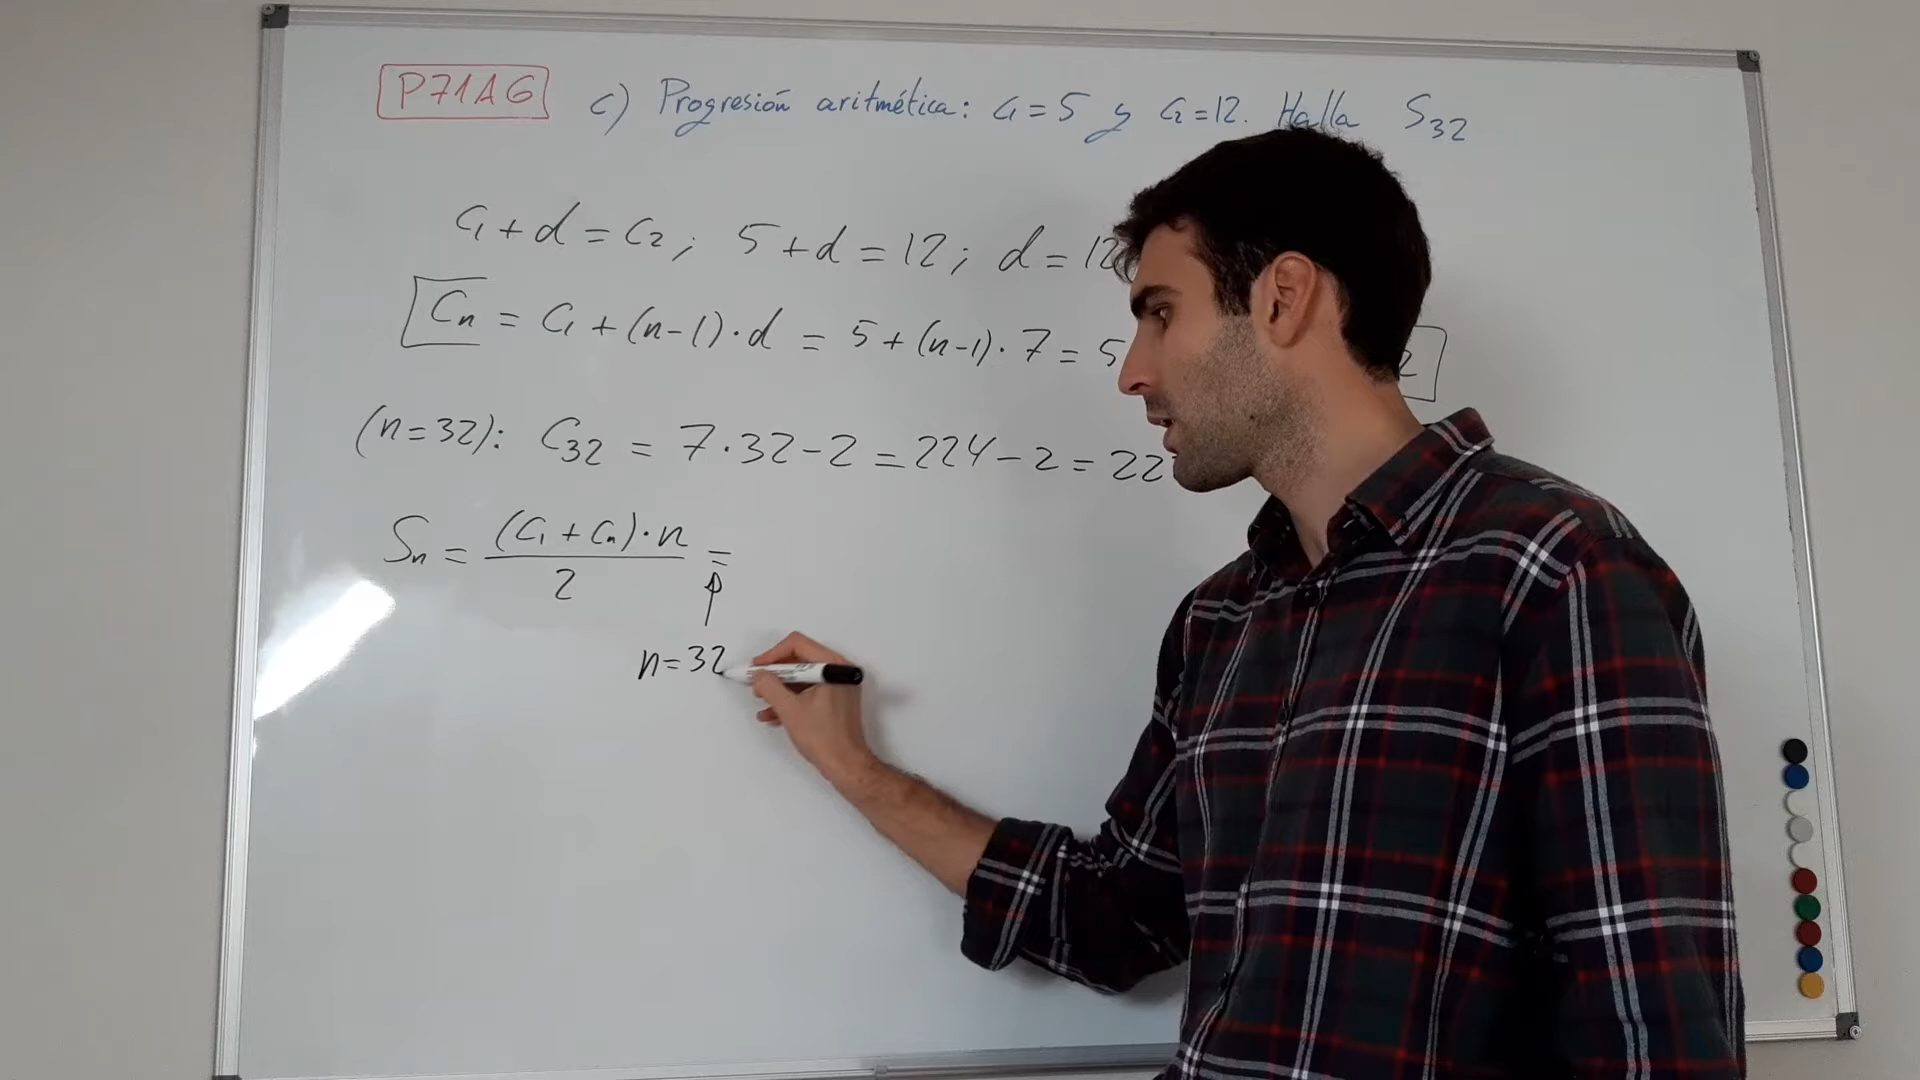 P71A6 c) Progresión aritmética: c₁ = 5 y c₂ = 12. Halla S₃₂
c₁ + d = c₂ ; 5 + d = 12 ; d = 12
Cₙ = c₁ + (n-1) · d = 5 + (n-1) · 7 = 5 2
(n=32): C₃₂ = 7 · 32 - 2 = 224 - 2 = 22
Sₙ = (c₁ + cₙ) · n / 2 =
n = 32